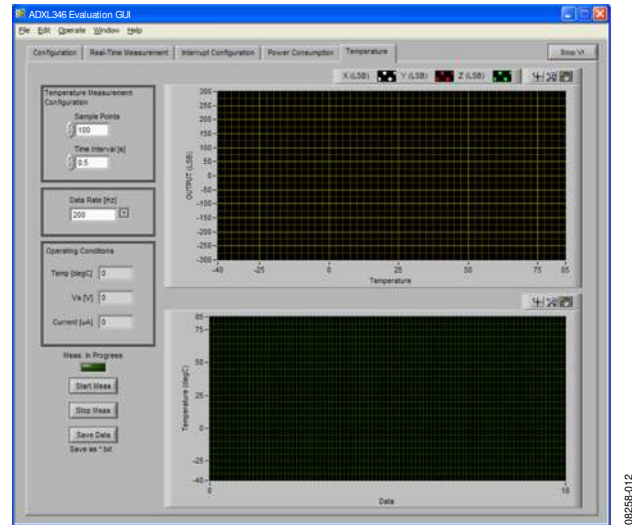 ADXL346 Evaluation GUI
File Edit Operate Window Help
Configuration Real-Time Measurement Interrupt Configuration Power Consumption Temperature
Stop VI
X (LSB) Y (LSB) Z (LSB)
Temperature Measurement
Configuration
Sample Points
100
Time Interval [s]
0.5
Data Rate [Hz]
200
Operating Conditions
Temp [degC] 0
Vs [V] 0
Current [uA] 0
Meas. In Progress
Start Meas
Stop Meas
Save Data
Save as *.txt
OUTPUT (LSB)
300
250
200
150
100
50
0
-50
-100
-150
-200
-250
-300
-40 -25 0 25 50 75 85
Temperature
Temperature (degC)
85
75
50
25
0
-25
-40
0 10
Data
08258-012